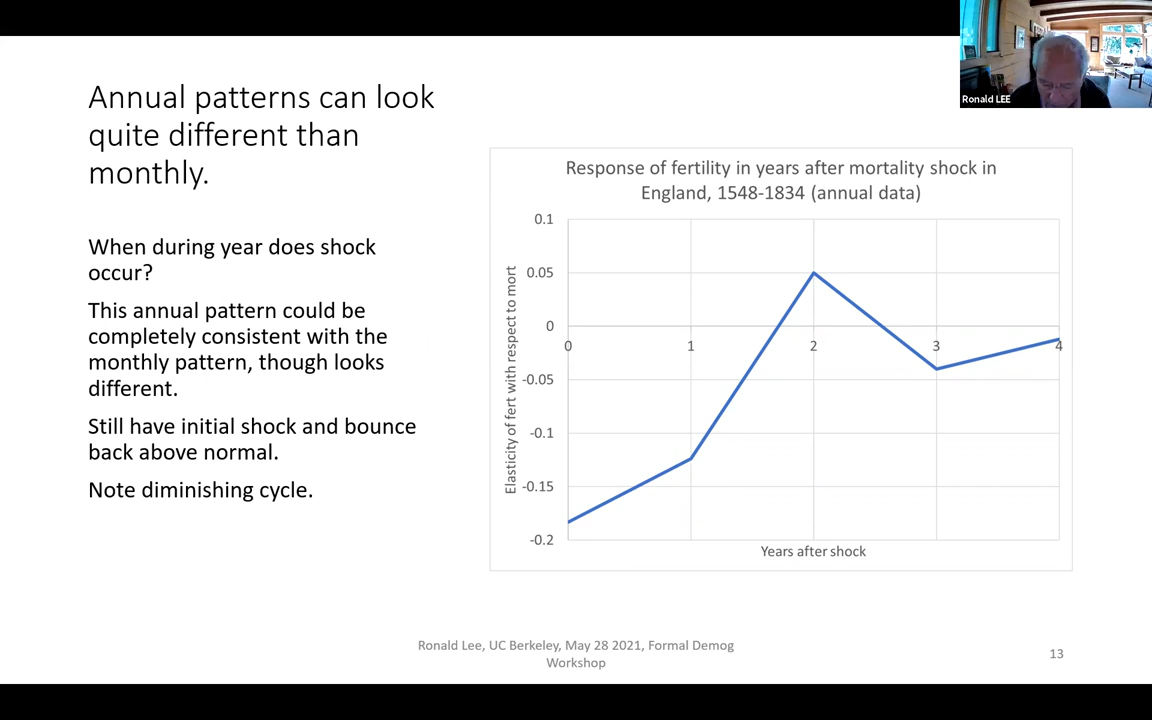 Ronald LEE
Annual patterns can look
quite different than
monthly.
When during year does shock
occur?
This annual pattern could be
completely consistent with the
monthly pattern, though looks
different.
Still have initial shock and bounce
back above normal.
Note diminishing cycle.
Response of fertility in years after mortality shock in
England, 1548-1834 (annual data)
Elasticity of fert with respect to mort
0.1
0.05
0
-0.05
-0.1
-0.15
-0.2
0 1 2 3 4
Years after shock
Ronald Lee, UC Berkeley, May 28 2021, Formal Demog
Workshop
13